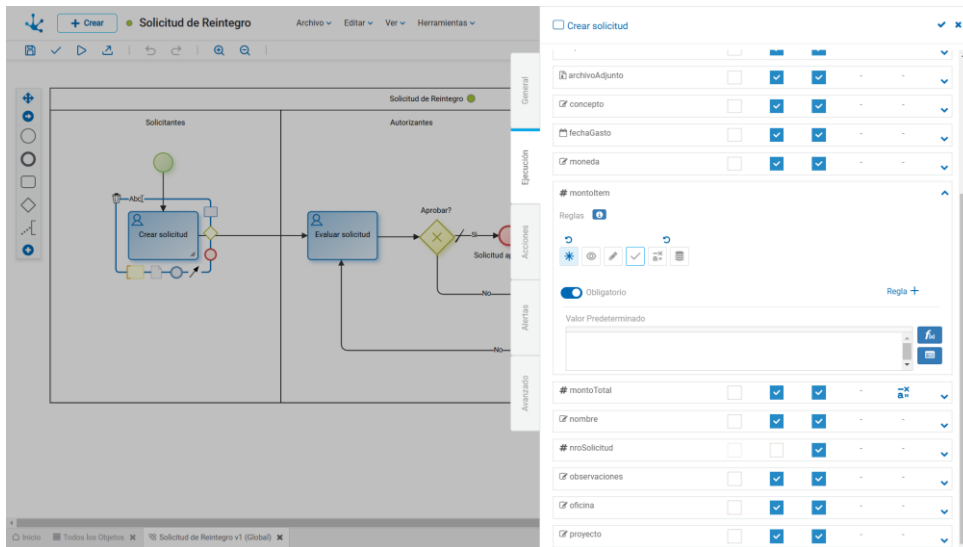 + Crear
Solicitud de Reintegro
Archivo
Editar
Ver
Herramientas
Solicitud de Reintegro
Solicitantes
Autorizantes
Abc
Crear solicitud
Evaluar solicitud
Aprobar?
Si
No
No
General
Ejecución
Acciones
Alertas
Avanzado
Crear solicitud
archivoAdjunto - -
concepto - -
fechaGasto - -
moneda - -
# montoItem
Reglas
Obligatorio
Regla +
Valor Predeterminado
# montoTotal -
nombre - -
# nroSolicitud - -
observaciones - -
oficina - -
proyecto - -
Inicio
Todos los Objetos
Solicitud de Reintegro v1 (Global)